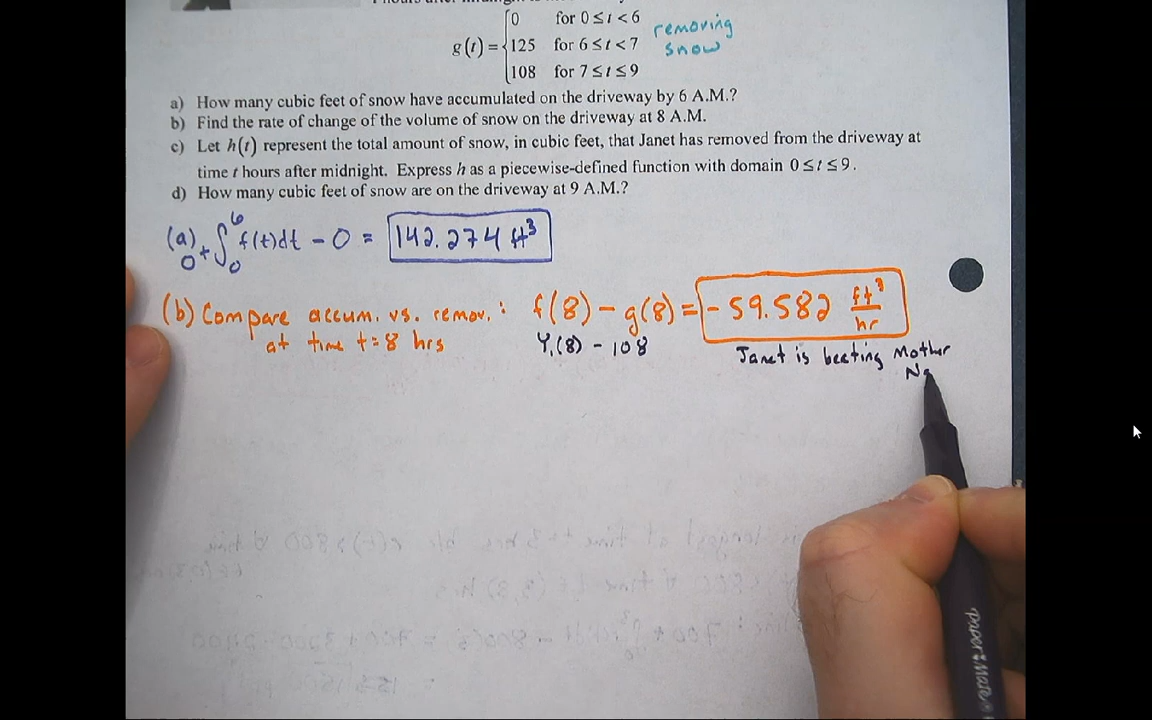 g(t) = { 0 for 0 ≤ t < 6
125 for 6 ≤ t < 7
108 for 7 ≤ t ≤ 9
removing
snow
a) How many cubic feet of snow have accumulated on the driveway by 6 A.M.?
b) Find the rate of change of the volume of snow on the driveway at 8 A.M.
c) Let h(t) represent the total amount of snow, in cubic feet, that Janet has removed from the driveway at
time t hours after midnight. Express h as a piecewise-defined function with domain 0 ≤ t ≤ 9.
d) How many cubic feet of snow are on the driveway at 9 A.M.?
(a) 0 + ∫₀⁶ f(t)dt - 0 = 142.274 ft³
(b) Compare accum. vs. remov. : f(8) - g(8) = -59.582 ft³/hr
at time t = 8 hrs
Y₁(8) - 108
Janet is beating Mother
Na
PaperMate